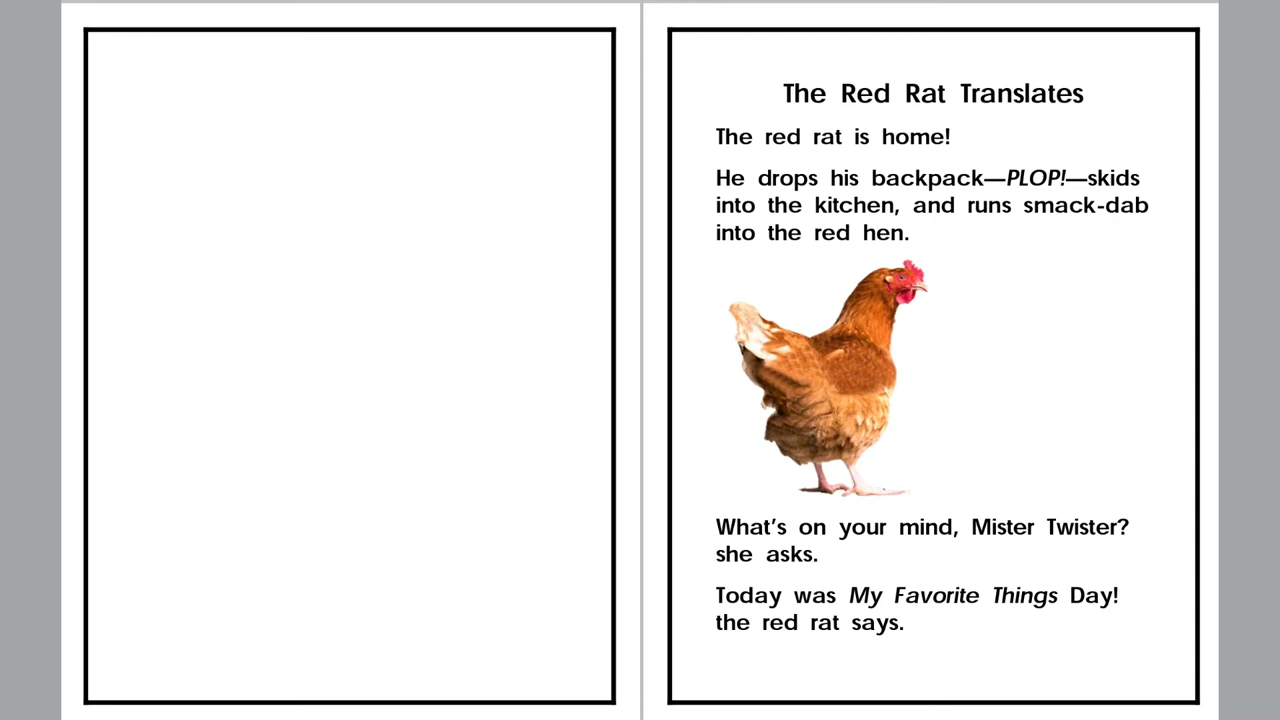 The Red Rat Translates
The red rat is home!
He drops his backpack—PLOP!—skids
into the kitchen, and runs smack-dab
into the red hen.
What's on your mind, Mister Twister?
she asks.
Today was My Favorite Things Day!
the red rat says.